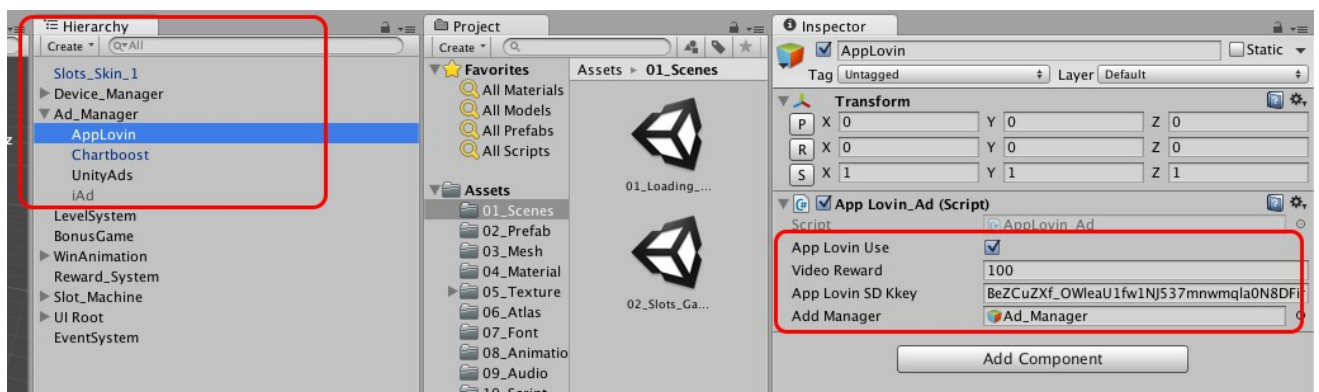 Hierarchy
Create
All
Slots_Skin_1
Device_Manager
Ad_Manager
AppLovin
Chartboost
UnityAds
iAd
LevelSystem
BonusGame
WinAnimation
Reward_System
Slot_Machine
UI Root
EventSystem
Project
Create
Favorites
All Materials
All Models
All Prefabs
All Scripts
Assets
01_Scenes
02_Prefab
03_Mesh
04_Material
05_Texture
06_Atlas
07_Font
08_Animatio
09_Audio
10_Script
Assets 01_Scenes
01_Loading_...
02_Slots_Ga...
Inspector
AppLovin Static
Tag Untagged Layer Default
Transform
P X 0 Y 0 Z 0
R X 0 Y 0 Z 0
S X 1 Y 1 Z 1
App Lovin_Ad (Script)
Script AppLovin_Ad
App Lovin Use
Video Reward 100
App Lovin SD Kkey
Add Manager Ad_Manager
Add Component